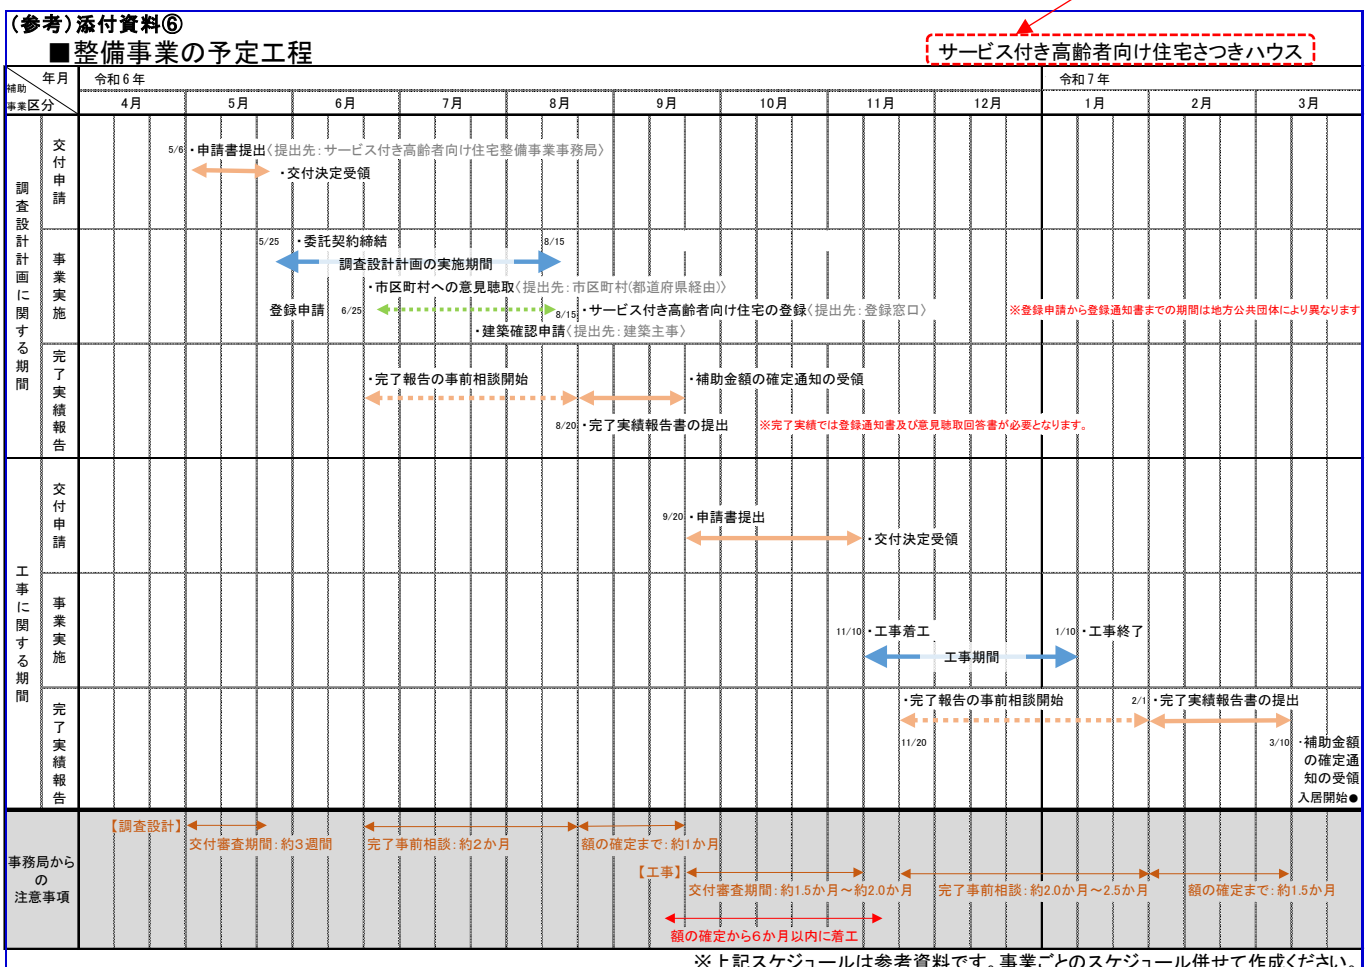 (参考)添付資料⑥
■整備事業の予定工程
サービス付き高齢者向け住宅さつきハウス
年月
補助
事業区分
令和6年
令和7年
4月 5月 6月 7月 8月 9月 10月 11月 12月 1月 2月 3月
調査設計計画に関する期間
交付申請
5/6 ・申請書提出〈提出先：サービス付き高齢者向け住宅整備事業事務局〉
・交付決定受領
事業実施
5/25 ・委託契約締結 8/15
調査設計計画の実施期間
・市区町村への意見聴取〈提出先：市区町村(都道府県経由)〉
登録申請 6/25 8/15 ・サービス付き高齢者向け住宅の登録〈提出先：登録窓口〉 ※登録申請から登録通知書までの期間は地方公共団体により異なります
・建築確認申請〈提出先：建築主事〉
完了実績報告
・完了報告の事前相談開始 ・補助金額の確定通知の受領
8/20 ・完了実績報告書の提出 ※完了実績では登録通知書及び意見聴取回答書が必要となります。
工事に関する期間
交付申請
9/20 ・申請書提出
・交付決定受領
事業実施
11/10 ・工事着工 1/10 ・工事終了
工事期間
完了実績報告
・完了報告の事前相談開始 2/1 ・完了実績報告書の提出
11/20 3/10 ・補助金額
の確定通
知の受領
入居開始●
事務局から
の
注意事項
【調査設計】
交付審査期間：約3週間 完了事前相談：約2か月 額の確定まで：約1か月
【工事】
交付審査期間：約1.5か月～約2.0か月 完了事前相談：約2.0か月～2.5か月 額の確定まで：約1.5か月
額の確定から6か月以内に着工
※上記スケジュールは参考資料です。事業ごとのスケジュール併せて作成ください。